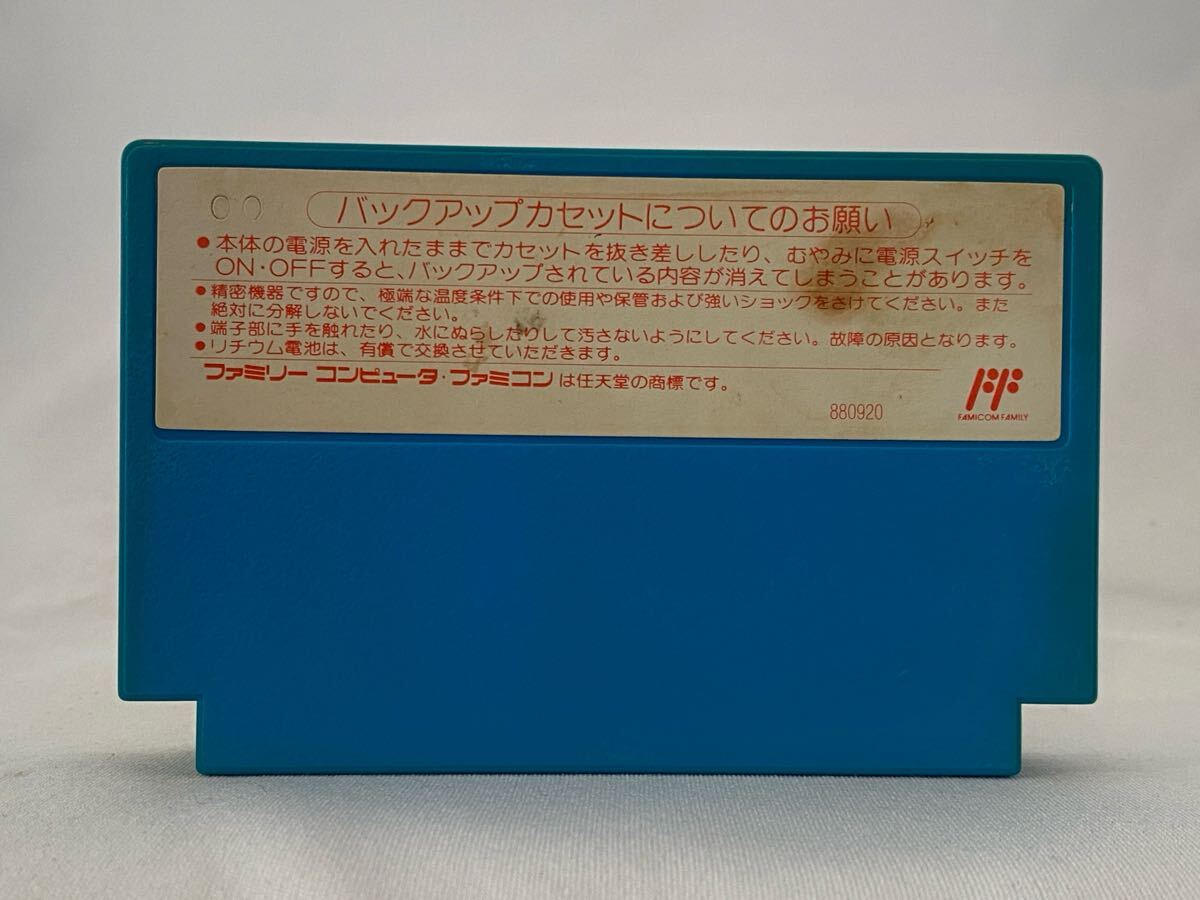 00
バックアップカセットについてのお願い
●本体の電源を入れたままでカセットを抜き差ししたり、むやみに電源スイッチを
ON・OFFすると、バックアップされている内容が消えてしまうことがあります。
●精密機器ですので、極端な温度条件下での使用や保管および強いショックをさけてください。また
絶対に分解しないでください。
●端子部に手を触れたり、水にぬらしたりして汚さないようにしてください。故障の原因となります。
●リチウム電池は、有償で交換させていただきます。
ファミリー コンピュータ・ファミコンは任天堂の商標です。
880920
FF
FAMICOM FAMILY